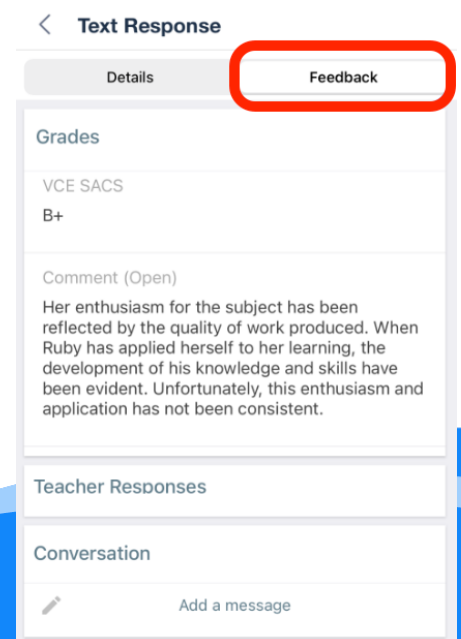 Text Response
Details
Feedback
Grades
VCE SACS
B+
Comment (Open)
Her enthusiasm for the subject has been
reflected by the quality of work produced. When
Ruby has applied herself to her learning, the
development of his knowledge and skills have
been evident. Unfortunately, this enthusiasm and
application has not been consistent.
Teacher Responses
Conversation
Add a message